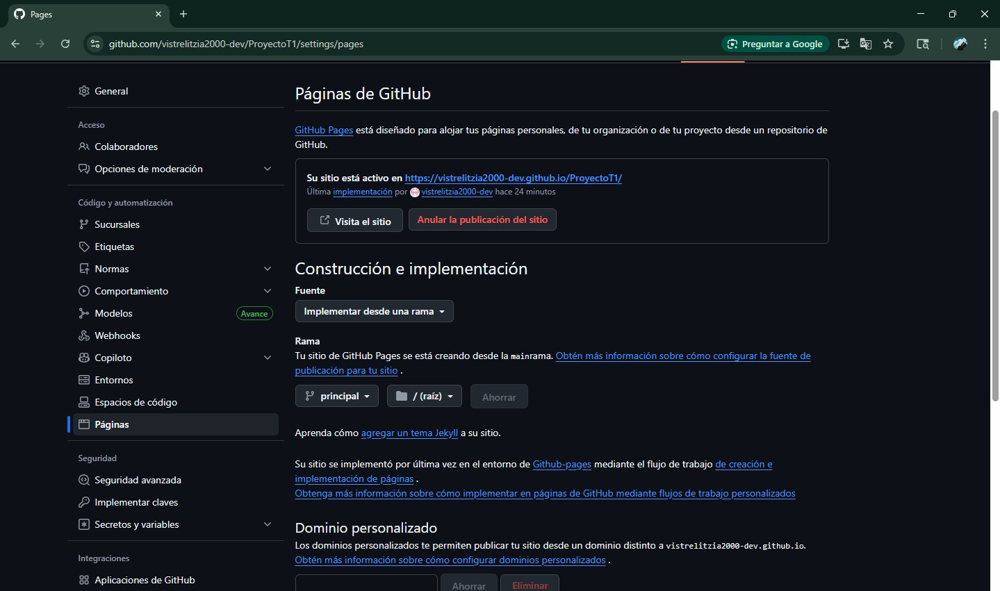 Pages
github.com/vistrelitzia2000-dev/ProyectoT1/settings/pages
Preguntar a Google
General
Acceso
Colaboradores
Opciones de moderación
Código y automatización
Sucursales
Etiquetas
Normas
Comportamiento
Modelos
Avance
Webhooks
Copiloto
Entornos
Espacios de código
Páginas
Seguridad
Seguridad avanzada
Implementar claves
Secretos y variables
Integraciones
Aplicaciones de GitHub
Páginas de GitHub
GitHub Pages está diseñado para alojar tus páginas personales, de tu organización o de tu proyecto desde un repositorio de
GitHub.
Su sitio está activo en https://vistrelitzia2000-dev.github.io/ProyectoT1/
Última implementación por vistrelitzia2000-dev hace 24 minutos
Visita el sitio
Anular la publicación del sitio
Construcción e implementación
Fuente
Implementar desde una rama
Rama
Tu sitio de GitHub Pages se está creando desde la mainrama. Obtén más información sobre cómo configurar la fuente de
publicación para tu sitio .
principal
/ (raíz)
Ahorrar
Aprenda cómo agregar un tema Jekyll a su sitio.
Su sitio se implementó por última vez en el entorno de Github-pages mediante el flujo de trabajo de creación e
implementación de páginas .
Obtenga más información sobre cómo implementar en páginas de GitHub mediante flujos de trabajo personalizados
Dominio personalizado
Los dominios personalizados te permiten publicar tu sitio desde un dominio distinto a vistrelitzia2000-dev.github.io.
Obtén más información sobre cómo configurar dominios personalizados .
Ahorrar
Eliminar